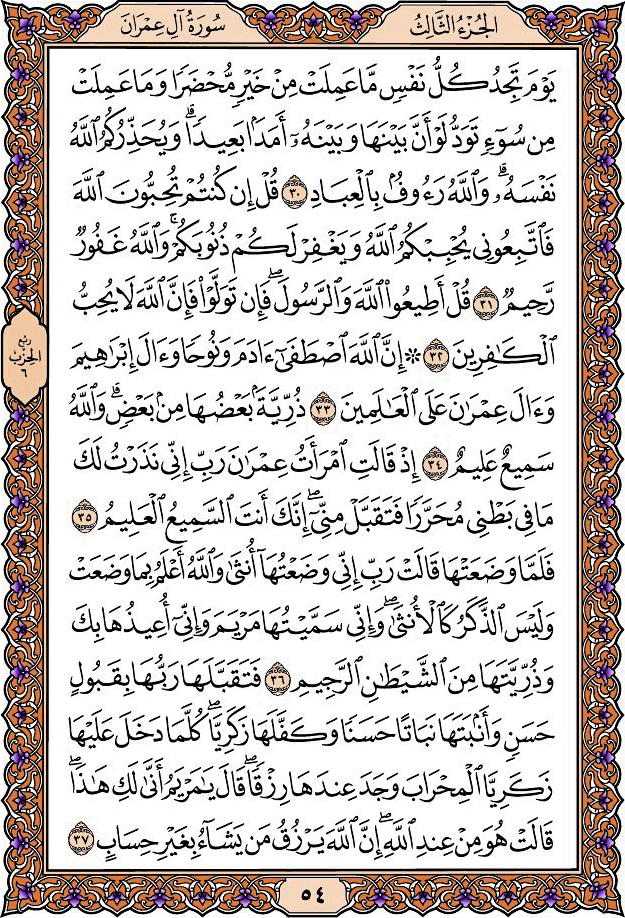 الجُزْءُ الثَّالِثُ
سُورَةُ آلِ عِمْرَانَ
يَوْمَ تَجِدُ كُلُّ نَفْسٍ مَّا عَمِلَتْ مِنْ خَيْرٍ مُّحْضَرًا وَمَا عَمِلَتْ
مِن سُوٓءٍ تَوَدُّ لَوْ أَنَّ بَيْنَهَا وَبَيْنَهُۥٓ أَمَدَۢا بَعِيدًاۗ وَيُحَذِّرُكُمُ ٱللَّهُ
نَفْسَهُۥۗ وَٱللَّهُ رَءُوفُۢ بِٱلْعِبَادِ ٣٠ قُلْ إِن كُنتُمْ تُحِبُّونَ ٱللَّهَ
فَٱتَّبِعُونِي يُحْبِبْكُمُ ٱللَّهُ وَيَغْفِرْ لَكُمْ ذُنُوبَكُمْۚ وَٱللَّهُ غَفُورٌ
رَّحِيمٌ ٣١ قُلْ أَطِيعُوا۟ ٱللَّهَ وَٱلرَّسُولَۖ فَإِن تَوَلَّوْا۟ فَإِنَّ ٱللَّهَ لَا يُحِبُّ
ٱلْكَٰفِرِينَ ٣٢ ۞ إِنَّ ٱللَّهَ ٱصْطَفَىٰٓ ءَادَمَ وَنُوحًا وَءَالَ إِبْرَٰهِيمَ
وَءَالَ عِمْرَٰنَ عَلَى ٱلْعَٰلَمِينَ ٣٣ ذُرِّيَّةَۢ بَعْضُهَا مِنۢ بَعْضٍۗ وَٱللَّهُ
سَمِيعٌ عَلِيمٌ ٣٤ إِذْ قَالَتِ ٱمْرَأَتُ عِمْرَٰنَ رَبِّ إِنِّي نَذَرْتُ لَكَ
مَا فِي بَطْنِي مُحَرَّرًا فَتَقَبَّلْ مِنِّيٓۖ إِنَّكَ أَنتَ ٱلسَّمِيعُ ٱلْعَلِيمُ ٣٥
فَلَمَّا وَضَعَتْهَا قَالَتْ رَبِّ إِنِّي وَضَعْتُهَآ أُنثَىٰ وَٱللَّهُ أَعْلَمُ بِمَا وَضَعَتْ
وَلَيْسَ ٱلذَّكَرُ كَٱلْأُنثَىٰۖ وَإِنِّي سَمَّيْتُهَا مَرْيَمَ وَإِنِّيٓ أُعِيذُهَا بِكَ
وَذُرِّيَّتَهَا مِنَ ٱلشَّيْطَٰنِ ٱلرَّجِيمِ ٣٦ فَتَقَبَّلَهَا رَبُّهَا بِقَبُولٍ
حَسَنٍ وَأَنۢبَتَهَا نَبَاتًا حَسَنًا وَكَفَّلَهَا زَكَرِيَّاۖ كُلَّمَا دَخَلَ عَلَيْهَا
زَكَرِيَّا ٱلْمِحْرَابَ وَجَدَ عِندَهَا رِزْقًاۖ قَالَ يَٰمَرْيَمُ أَنَّىٰ لَكِ هَٰذَاۖ
قَالَتْ هُوَ مِنْ عِندِ ٱللَّهِۖ إِنَّ ٱللَّهَ يَرْزُقُ مَن يَشَآءُ بِغَيْرِ حِسَابٍ ٣٧
رُبْع
الحِزْب
٦
٥٤